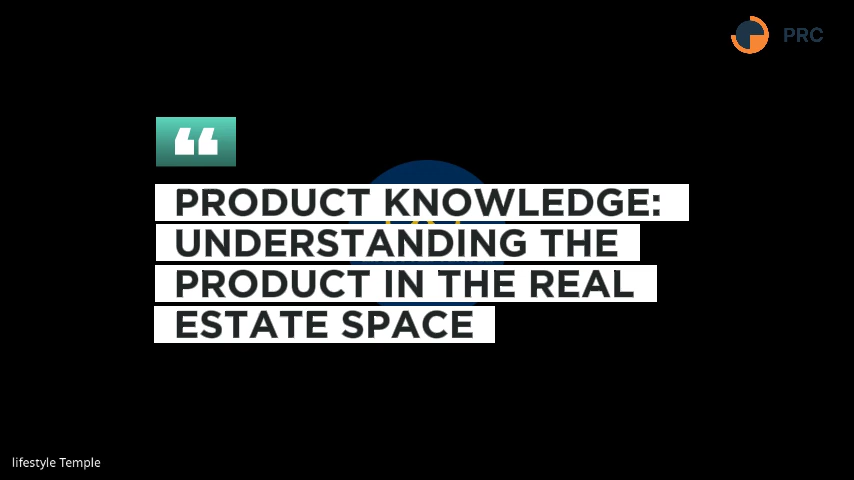 PRC
“
PRODUCT KNOWLEDGE:
UNDERSTANDING THE
PRODUCT IN THE REAL
ESTATE SPACE
lifestyle Temple